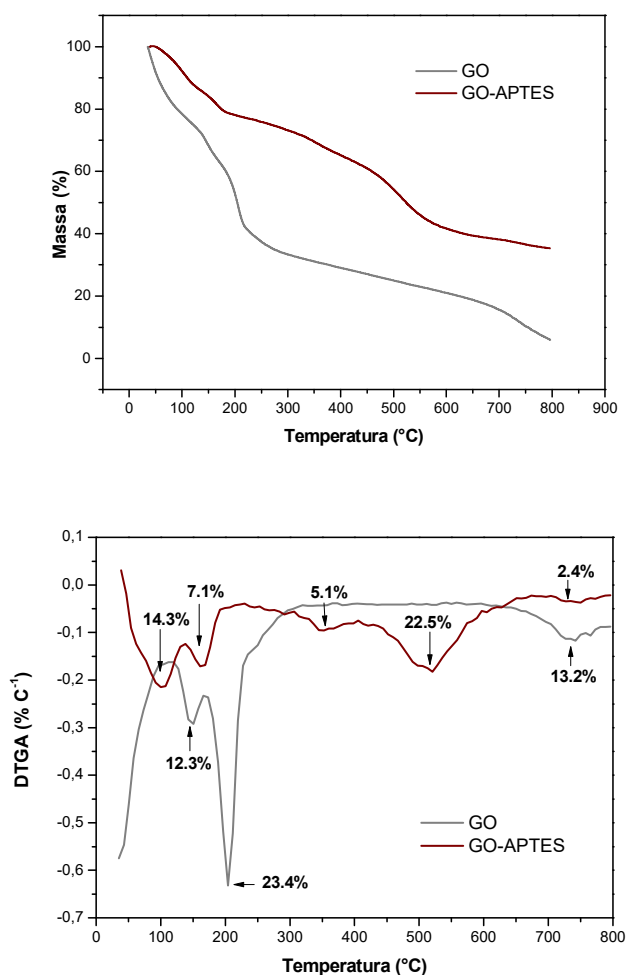 100
80
60
40
20
0
Massa (%)
GO
GO-APTES
0 100 200 300 400 500 600 700 800 900
Temperatura (°C)
0,1
0,0
-0,1
-0,2
-0,3
-0,4
-0,5
-0,6
-0,7
DTGA (% C⁻¹)
14.3%
7.1%
5.1%
22.5%
2.4%
13.2%
12.3%
23.4%
GO
GO-APTES
0 100 200 300 400 500 600 700 800
Temperatura (°C)